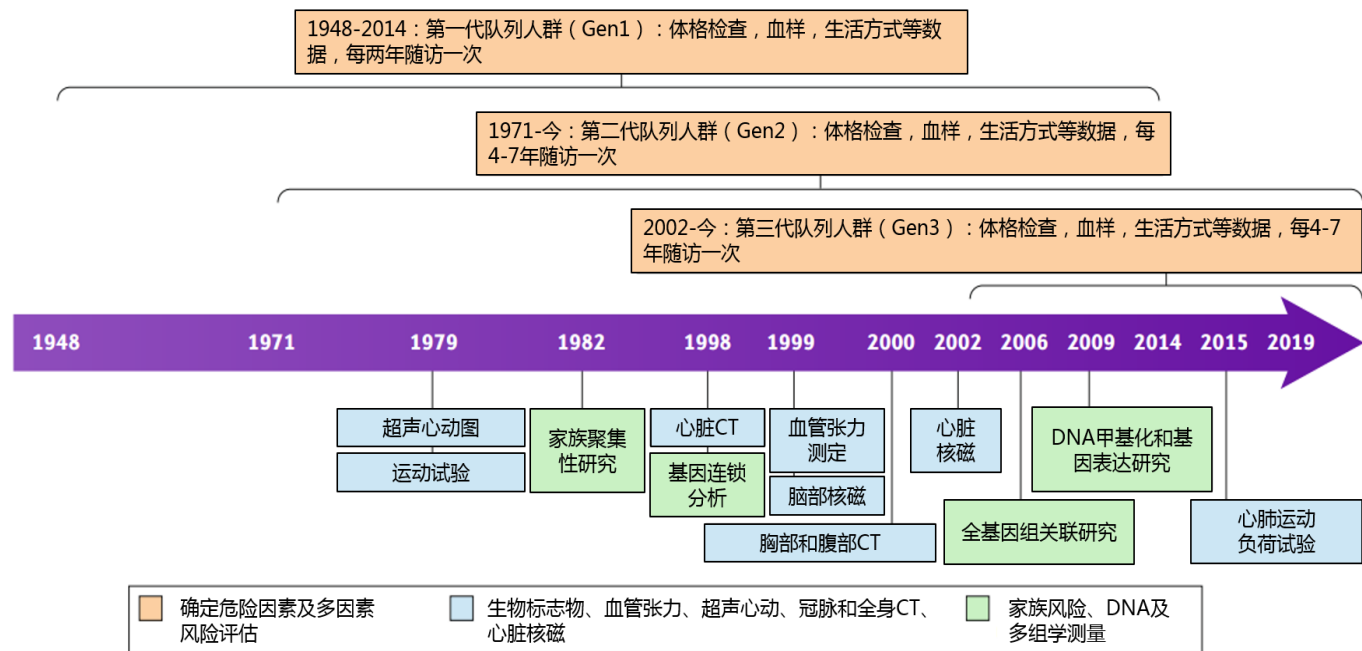 1948-2014：第一代队列人群（Gen1）：体格检查，血样，生活方式等数
据，每两年随访一次
1971-今：第二代队列人群（Gen2）：体格检查，血样，生活方式等数据，每
4-7年随访一次
2002-今：第三代队列人群（Gen3）：体格检查，血样，生活方式等数据，每4-7
年随访一次
1948 1971 1979 1982 1998 1999 2000 2002 2006 2009 2014 2015 2019
超声心动图
运动试验
家族聚集
性研究
心脏CT
基因连锁
分析
血管张力
测定
脑部核磁
胸部和腹部CT
心脏
核磁
DNA甲基化和基
因表达研究
全基因组关联研究
心肺运动
负荷试验
确定危险因素及多因素
风险评估
生物标志物、血管张力、超声心动、冠脉和全身CT、
心脏核磁
家族风险、DNA及
多组学测量